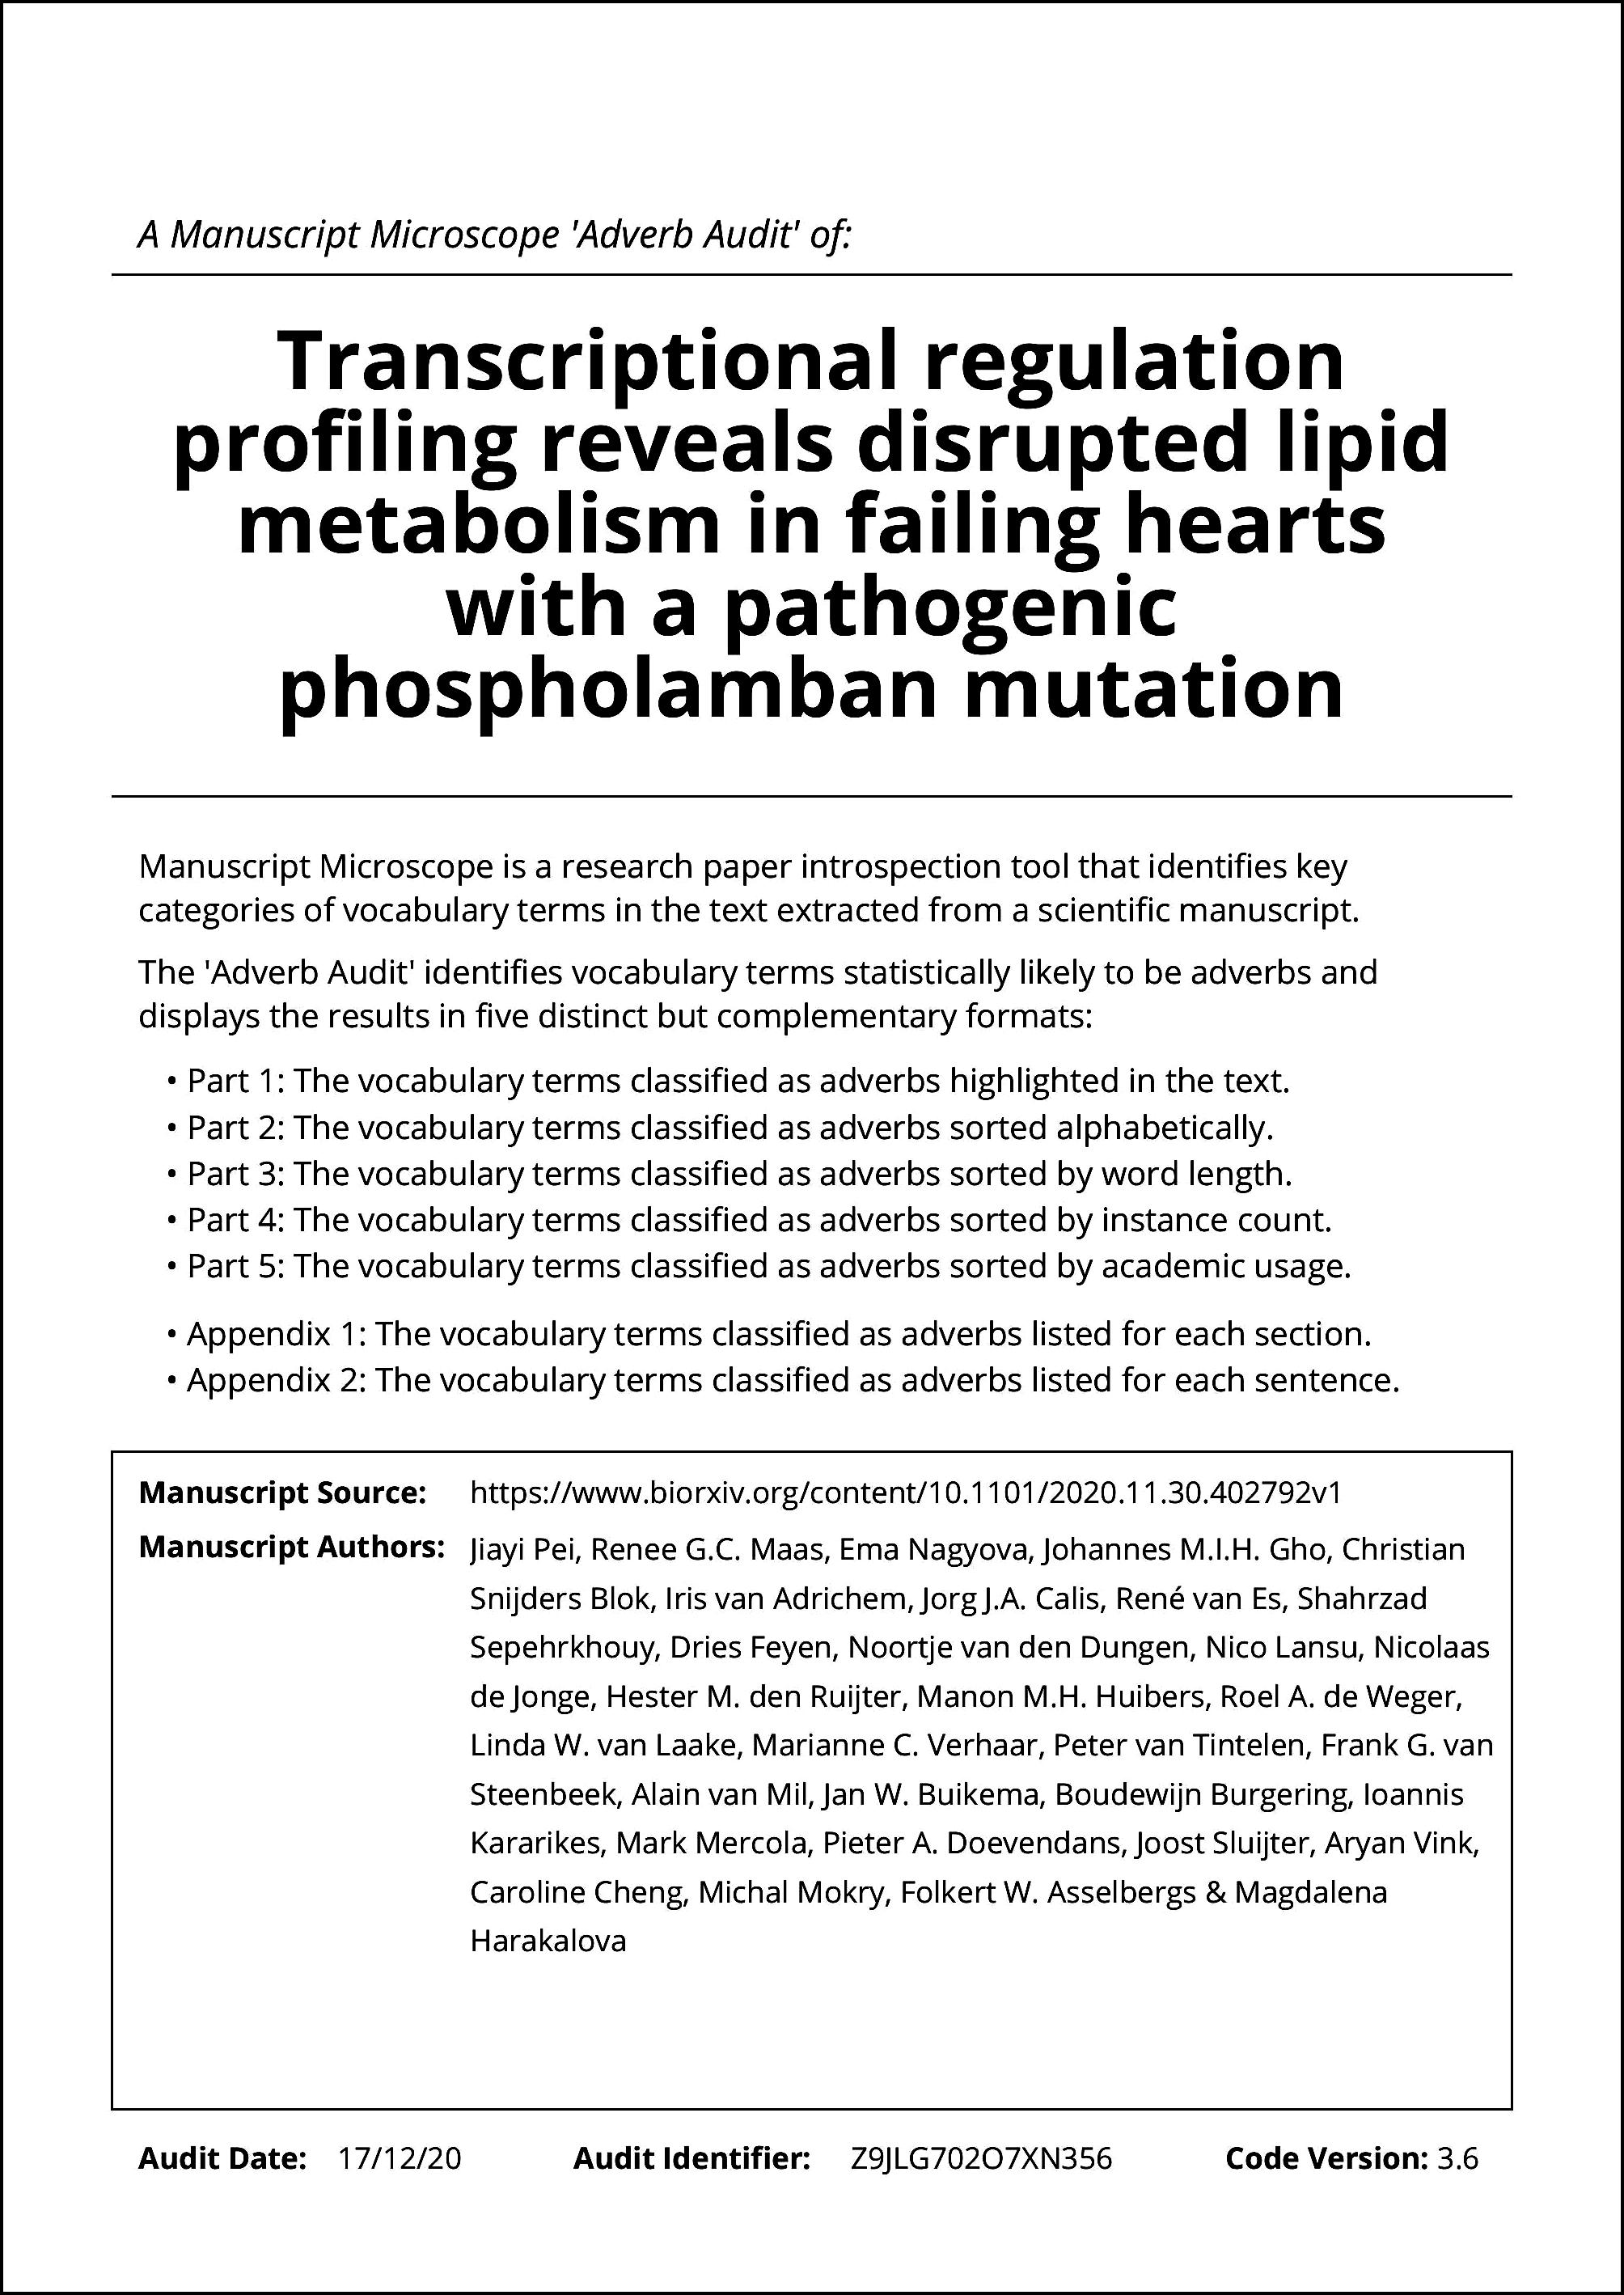 A Manuscript Microscope 'Adverb Audit' of:
Transcriptional regulation
profiling reveals disrupted lipid
metabolism in failing hearts
with a pathogenic
phospholamban mutation
Manuscript Microscope is a research paper introspection tool that identifies key
categories of vocabulary terms in the text extracted from a scientific manuscript.
The 'Adverb Audit' identifies vocabulary terms statistically likely to be adverbs and
displays the results in five distinct but complementary formats:
• Part 1: The vocabulary terms classified as adverbs highlighted in the text.
• Part 2: The vocabulary terms classified as adverbs sorted alphabetically.
• Part 3: The vocabulary terms classified as adverbs sorted by word length.
• Part 4: The vocabulary terms classified as adverbs sorted by instance count.
• Part 5: The vocabulary terms classified as adverbs sorted by academic usage.
• Appendix 1: The vocabulary terms classified as adverbs listed for each section.
• Appendix 2: The vocabulary terms classified as adverbs listed for each sentence.
Manuscript Source: https://www.biorxiv.org/content/10.1101/2020.11.30.402792v1
Manuscript Authors: Jiayi Pei, Renee G.C. Maas, Ema Nagyova, Johannes M.I.H. Gho, Christian
Snijders Blok, Iris van Adrichem, Jorg J.A. Calis, René van Es, Shahrzad
Sepehrkhouy, Dries Feyen, Noortje van den Dungen, Nico Lansu, Nicolaas
de Jonge, Hester M. den Ruijter, Manon M.H. Huibers, Roel A. de Weger,
Linda W. van Laake, Marianne C. Verhaar, Peter van Tintelen, Frank G. van
Steenbeek, Alain van Mil, Jan W. Buikema, Boudewijn Burgering, Ioannis
Kararikes, Mark Mercola, Pieter A. Doevendans, Joost Sluijter, Aryan Vink,
Caroline Cheng, Michal Mokry, Folkert W. Asselbergs & Magdalena
Harakalova
Audit Date: 17/12/20 Audit Identifier: Z9JLG702O7XN356 Code Version: 3.6